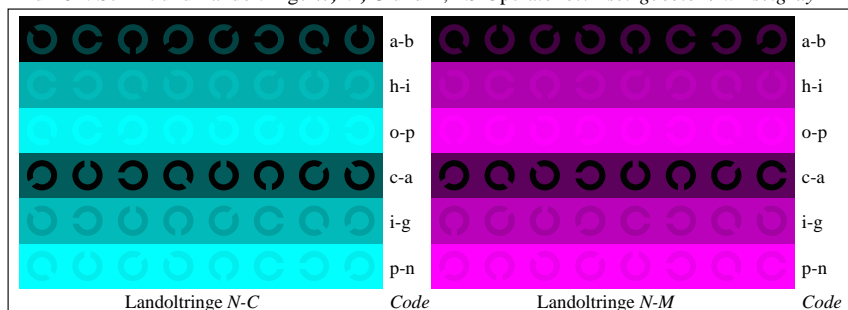 a-b a-b
h-i h-i
o-p o-p
c-a c-a
i-g i-g
p-n p-n
Landoltringe N-C Code Landoltringe N-M Code